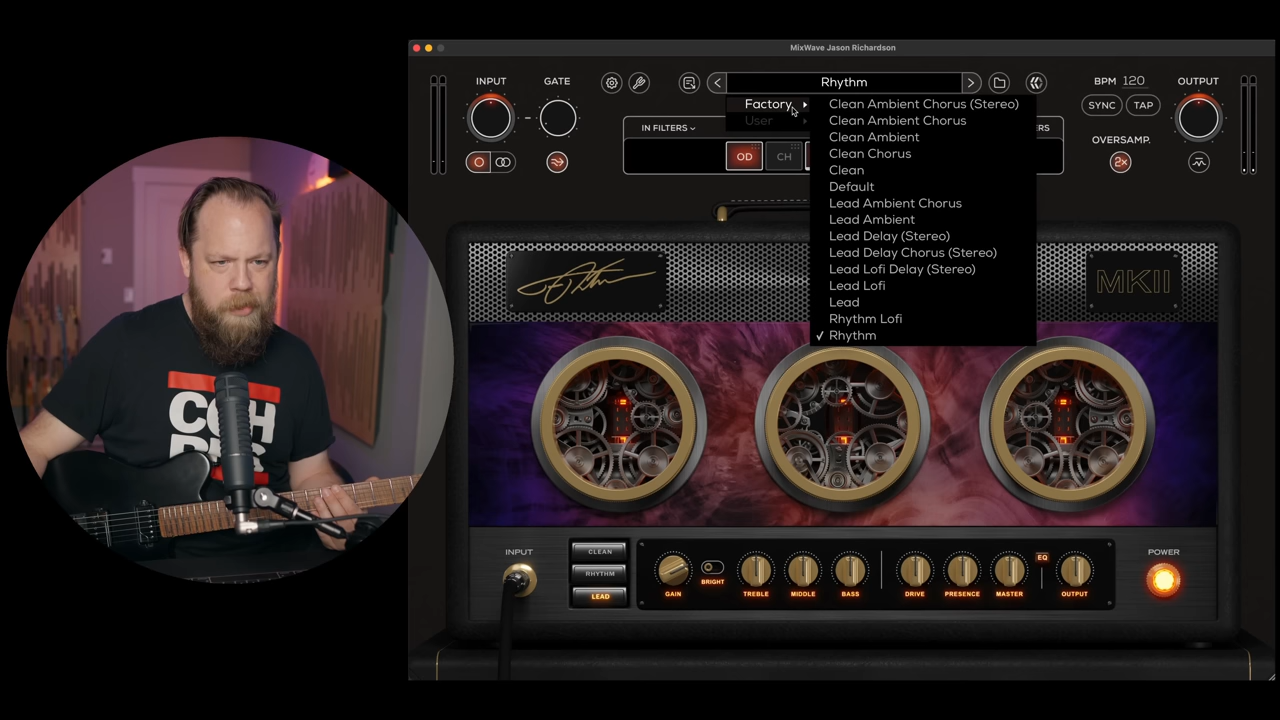 MixWave Jason Richardson
INPUT
GATE
Rhythm
BPM 120
OUTPUT
SYNC
TAP
OVERSAMP.
2x
IN FILTERS
ERS
OD
CH
Factory
User
Clean Ambient Chorus (Stereo)
Clean Ambient Chorus
Clean Ambient
Clean Chorus
Clean
Default
Lead Ambient Chorus
Lead Ambient
Lead Delay (Stereo)
Lead Delay Chorus (Stereo)
Lead Lofi Delay (Stereo)
Lead Lofi
Lead
Rhythm Lofi
✓ Rhythm
MKII
INPUT
CLEAN
RHYTHM
LEAD
GAIN
BRIGHT
TREBLE
MIDDLE
BASS
DRIVE
PRESENCE
MASTER
EQ
OUTPUT
POWER